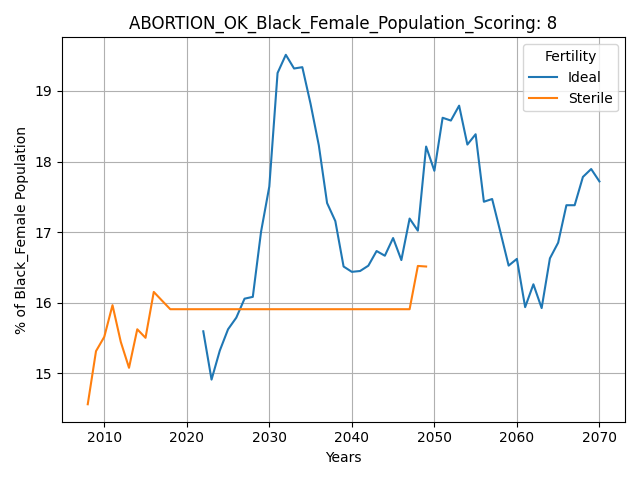 ABORTION_OK_Black_Female_Population_Scoring: 8
Fertility
Ideal
Sterile
% of Black_Female Population
19
18
17
16
15
2010 2020 2030 2040 2050 2060 2070
Years